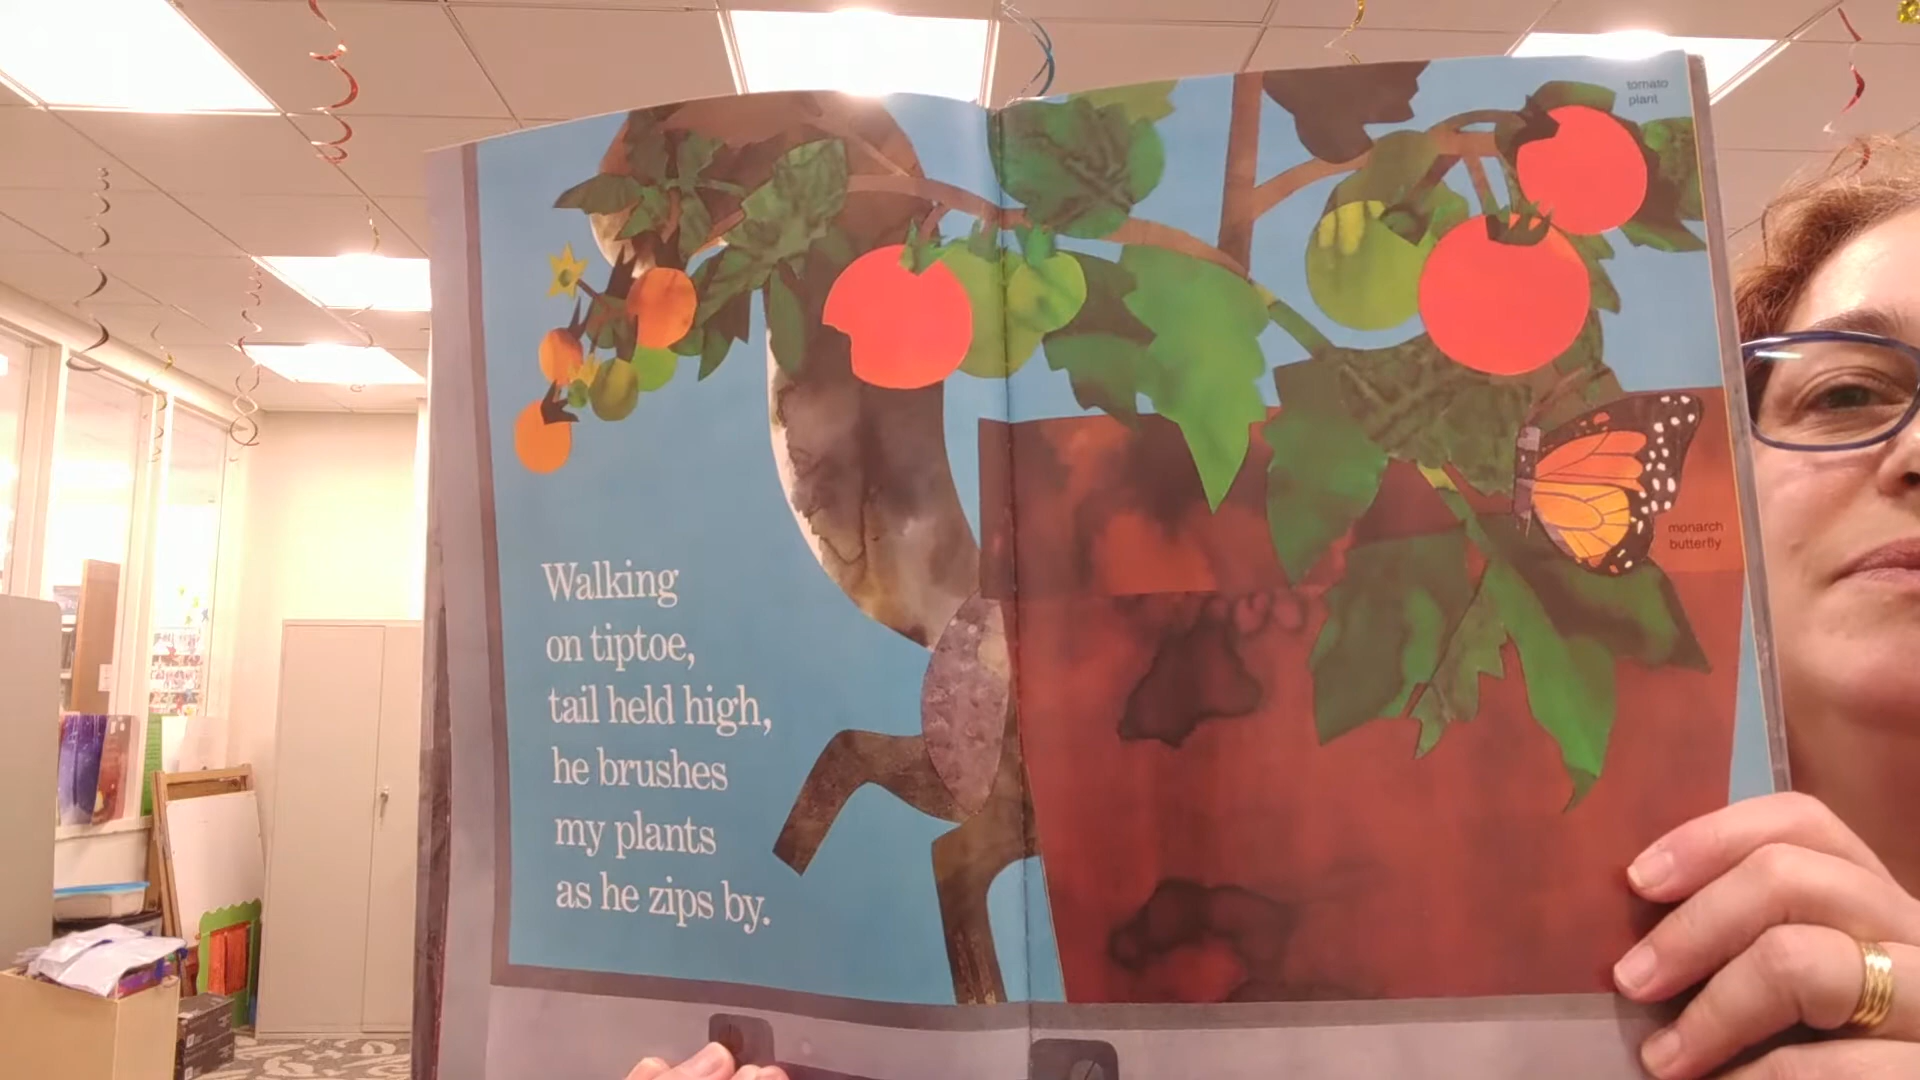 Walking
on tiptoe,
tail held high,
he brushes
my plants
as he zips by.
tomato
plant
monarch
butterfly